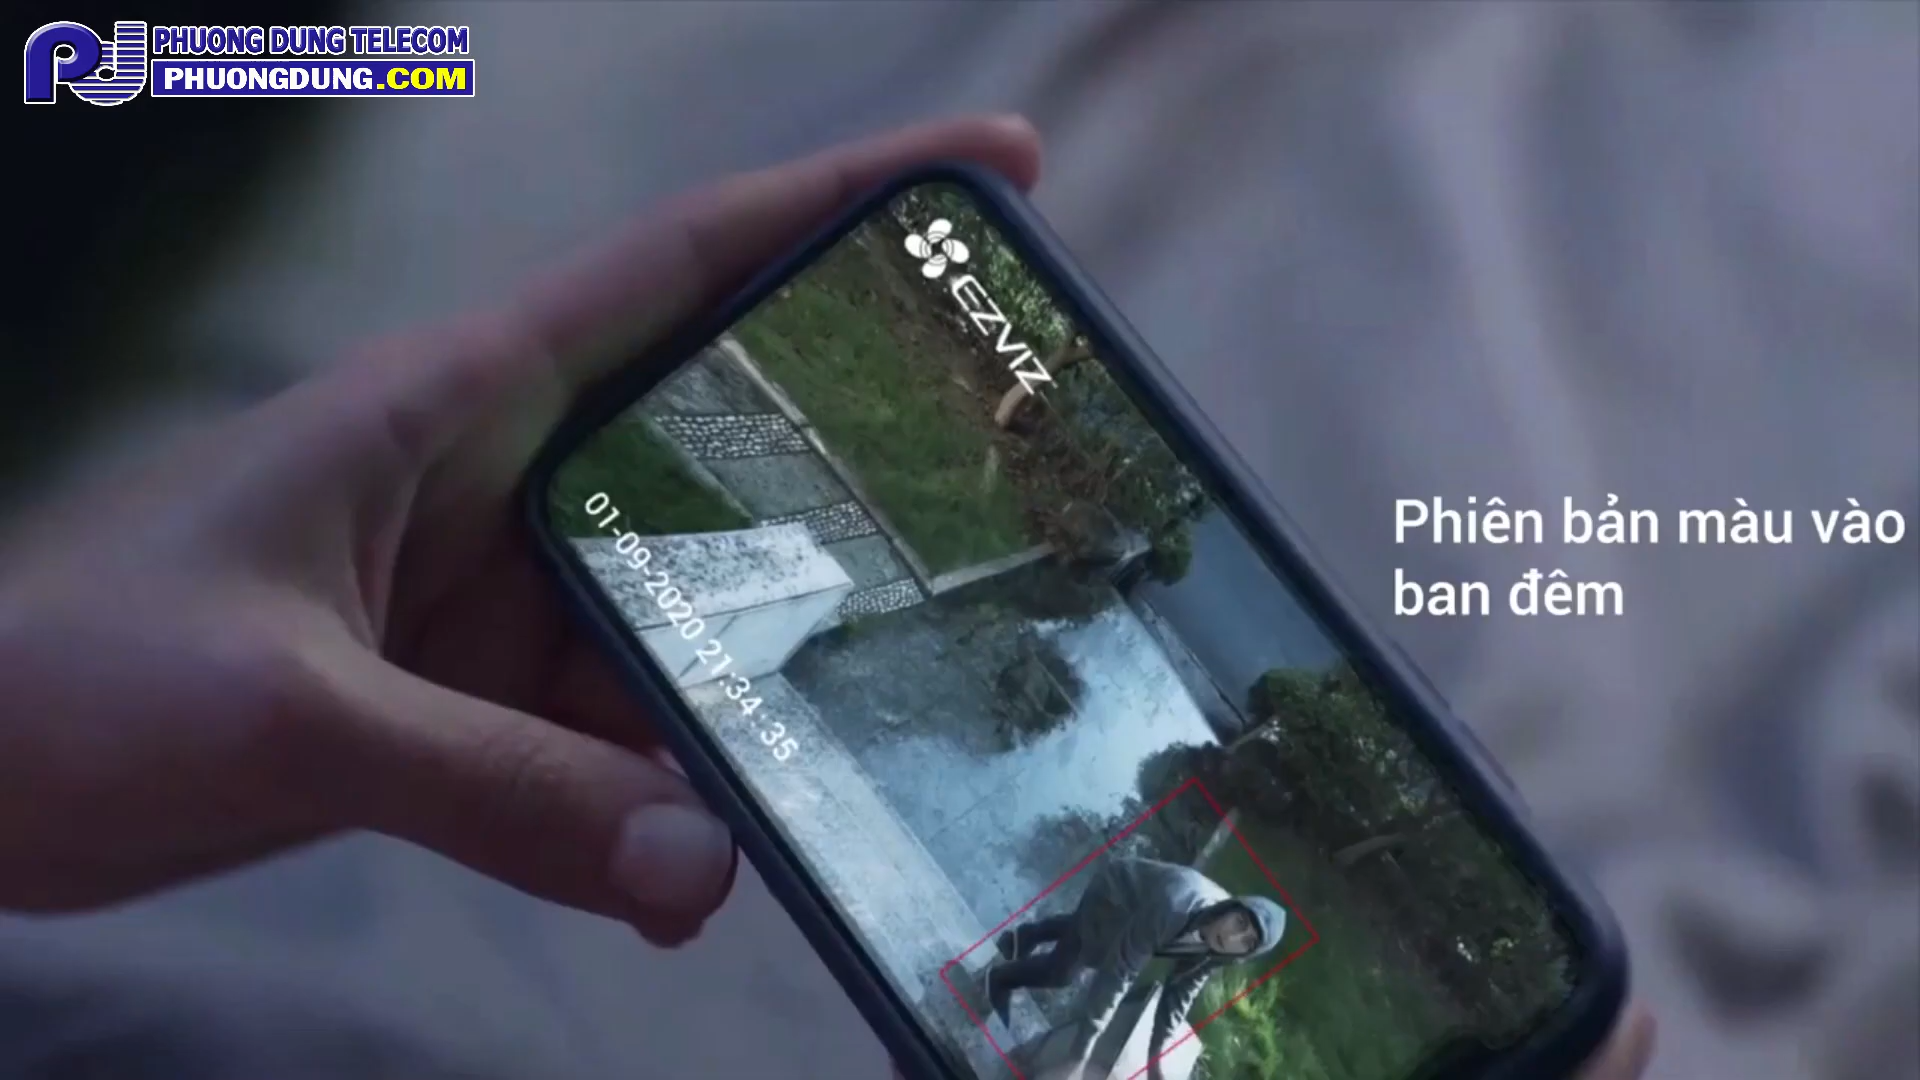 PHUONG DUNG TELECOM
PHUONGDUNG.COM
EZVIZ
01-09-2020 21:34:35
Phiên bản màu vào
ban đêm